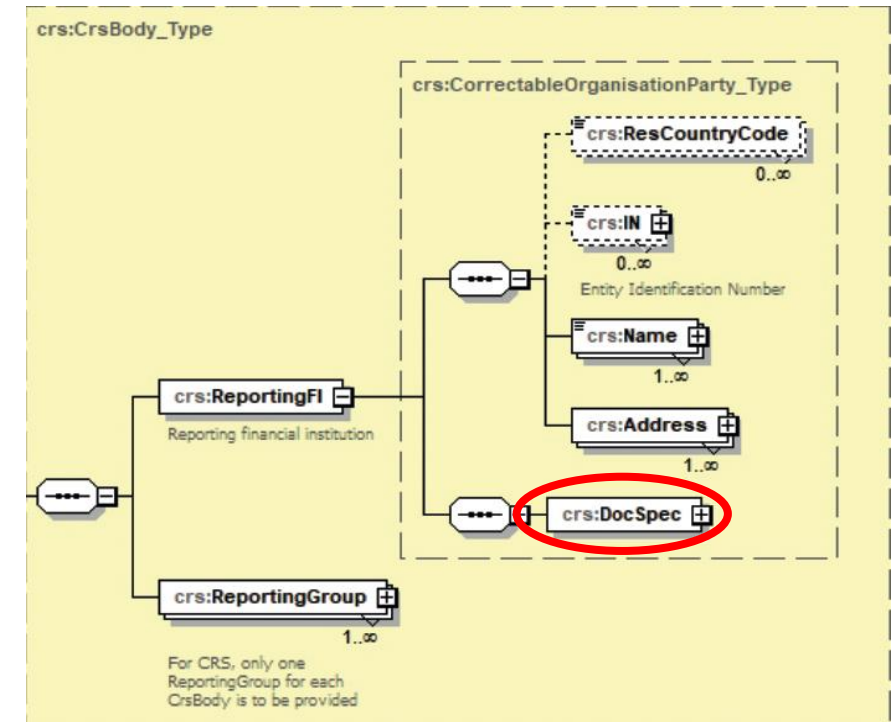 crs:CrsBody_Type
crs:CorrectableOrganisationParty_Type
crs:ResCountryCode
0..∞
crs:IN
0..∞
Entity Identification Number
crs:Name
1..∞
crs:ReportingFI
Reporting financial institution
crs:Address
1..∞
crs:DocSpec
crs:ReportingGroup
1..∞
For CRS, only one
ReportingGroup for each
CrsBody is to be provided